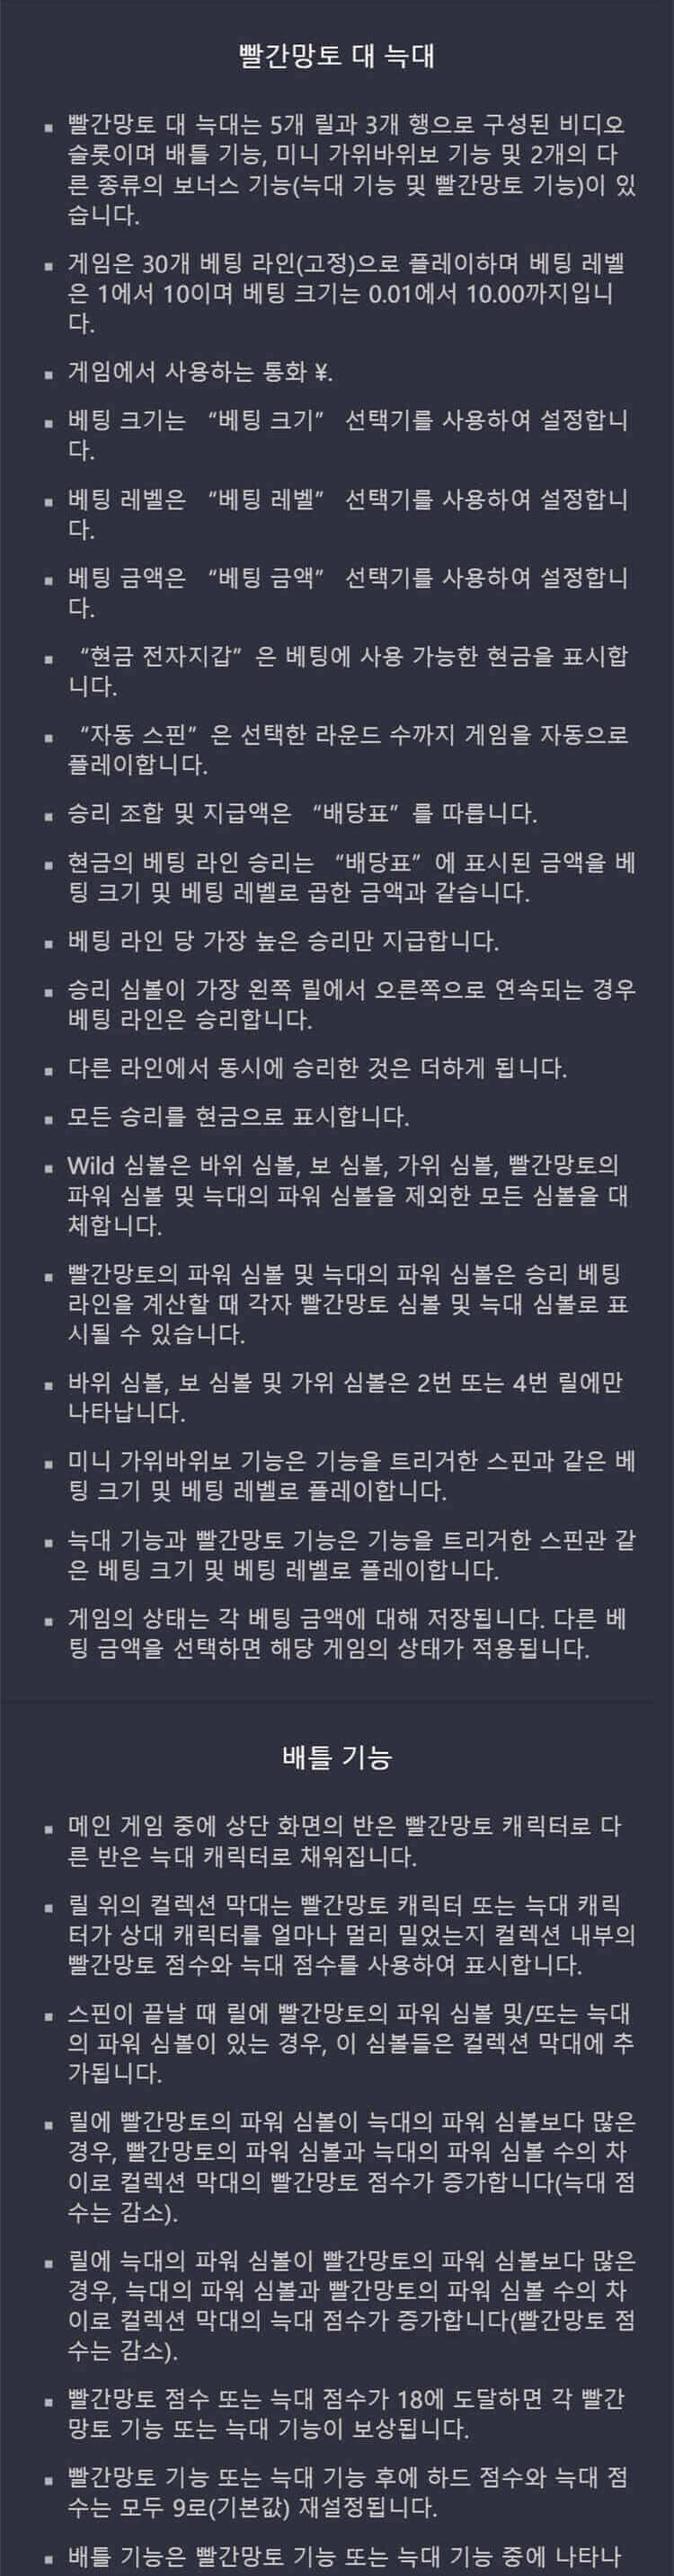 빨간망토 대 늑대
▪ 빨간망토 대 늑대는 5개 릴과 3개 행으로 구성된 비디오
슬롯이며 배틀 기능, 미니 가위바위보 기능 및 2개의 다
른 종류의 보너스 기능(늑대 기능 및 빨간망토 기능)이 있
습니다.
▪ 게임은 30개 베팅 라인(고정)으로 플레이하며 베팅 레벨
은 1에서 10이며 베팅 크기는 0.01에서 10.00까지입니
다.
▪ 게임에서 사용하는 통화 ¥.
▪ 베팅 크기는 “베팅 크기” 선택기를 사용하여 설정합니
다.
▪ 베팅 레벨은 “베팅 레벨” 선택기를 사용하여 설정합니
다.
▪ 베팅 금액은 “베팅 금액” 선택기를 사용하여 설정합니
다.
▪ “현금 전자지갑”은 베팅에 사용 가능한 현금을 표시합
니다.
▪ “자동 스핀”은 선택한 라운드 수까지 게임을 자동으로
플레이합니다.
▪ 승리 조합 및 지급액은 “배당표”를 따릅니다.
▪ 현금의 베팅 라인 승리는 “배당표”에 표시된 금액을 베
팅 크기 및 베팅 레벨로 곱한 금액과 같습니다.
▪ 베팅 라인 당 가장 높은 승리만 지급합니다.
▪ 승리 심볼이 가장 왼쪽 릴에서 오른쪽으로 연속되는 경우
베팅 라인은 승리합니다.
▪ 다른 라인에서 동시에 승리한 것은 더하게 됩니다.
▪ 모든 승리를 현금으로 표시합니다.
▪ Wild 심볼은 바위 심볼, 보 심볼, 가위 심볼, 빨간망토의
파워 심볼 및 늑대의 파워 심볼을 제외한 모든 심볼을 대
체합니다.
▪ 빨간망토의 파워 심볼 및 늑대의 파워 심볼은 승리 베팅
라인을 계산할 때 각자 빨간망토 심볼 및 늑대 심볼로 표
시될 수 있습니다.
▪ 바위 심볼, 보 심볼 및 가위 심볼은 2번 또는 4번 릴에만
나타납니다.
▪ 미니 가위바위보 기능은 기능을 트리거한 스핀과 같은 베
팅 크기 및 베팅 레벨로 플레이합니다.
▪ 늑대 기능과 빨간망토 기능은 기능을 트리거한 스핀관 같
은 베팅 크기 및 베팅 레벨로 플레이합니다.
▪ 게임의 상태는 각 베팅 금액에 대해 저장됩니다. 다른 베
팅 금액을 선택하면 해당 게임의 상태가 적용됩니다.
배틀 기능
▪ 메인 게임 중에 상단 화면의 반은 빨간망토 캐릭터로 다
른 반은 늑대 캐릭터로 채워집니다.
▪ 릴 위의 컬렉션 막대는 빨간망토 캐릭터 또는 늑대 캐릭
터가 상대 캐릭터를 얼마나 멀리 밀었는지 컬렉션 내부의
빨간망토 점수와 늑대 점수를 사용하여 표시합니다.
▪ 스핀이 끝날 때 릴에 빨간망토의 파워 심볼 및/또는 늑대
의 파워 심볼이 있는 경우, 이 심볼들은 컬렉션 막대에 추
가됩니다.
▪ 릴에 빨간망토의 파워 심볼이 늑대의 파워 심볼보다 많은
경우, 빨간망토의 파워 심볼과 늑대의 파워 심볼 수의 차
이로 컬렉션 막대의 빨간망토 점수가 증가합니다(늑대 점
수는 감소).
▪ 릴에 늑대의 파워 심볼이 빨간망토의 파워 심볼보다 많은
경우, 늑대의 파워 심볼과 빨간망토의 파워 심볼 수의 차
이로 컬렉션 막대의 늑대 점수가 증가합니다(빨간망토 점
수는 감소).
▪ 빨간망토 점수 또는 늑대 점수가 18에 도달하면 각 빨간
망토 기능 또는 늑대 기능이 보상됩니다.
▪ 빨간망토 기능 또는 늑대 기능 후에 하드 점수와 늑대 점
수는 모두 9로(기본값) 재설정됩니다.
▪ 배틀 기능은 빨간망토 기능 또는 늑대 기능 중에 나타나